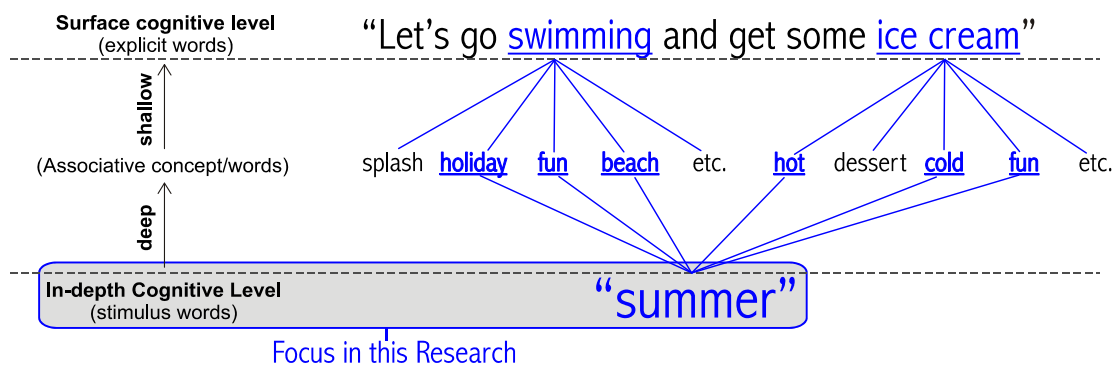 Surface cognitive level
(explicit words)
“Let's go swimming and get some ice cream”
shallow
(Associative concept/words)
splash holiday fun beach etc. hot dessert cold fun etc.
deep
In-depth Cognitive Level
(stimulus words)
“summer”
Focus in this Research